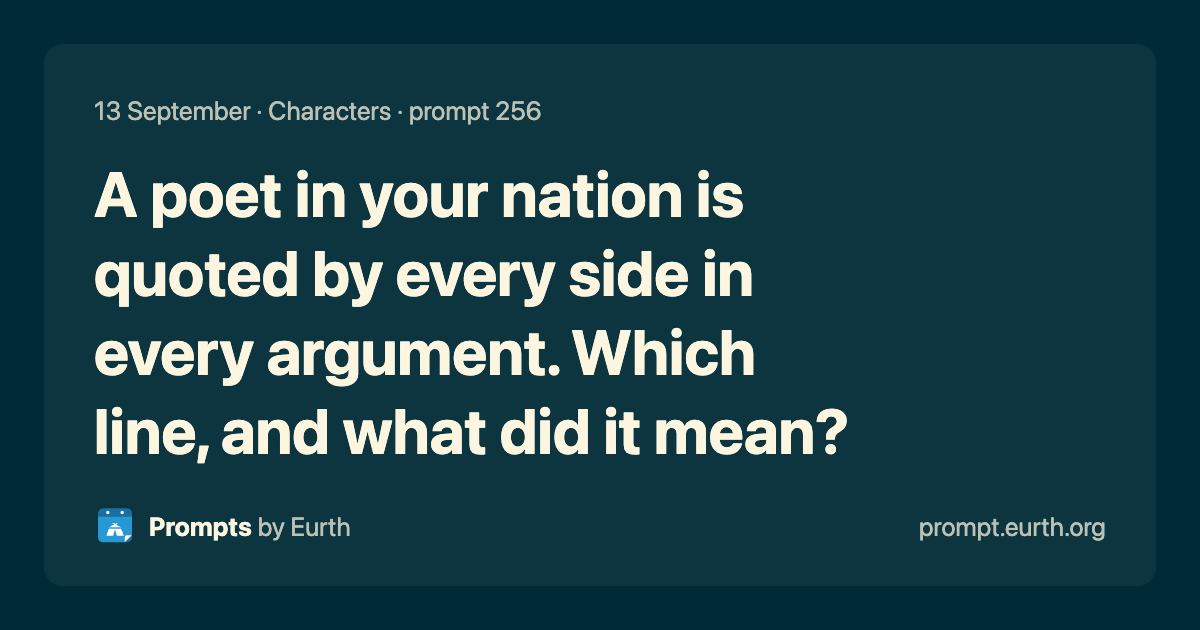 13 September · Characters · prompt 256
A poet in your nation is
quoted by every side in
every argument. Which
line, and what did it mean?
Prompts by Eurth
prompt.eurth.org